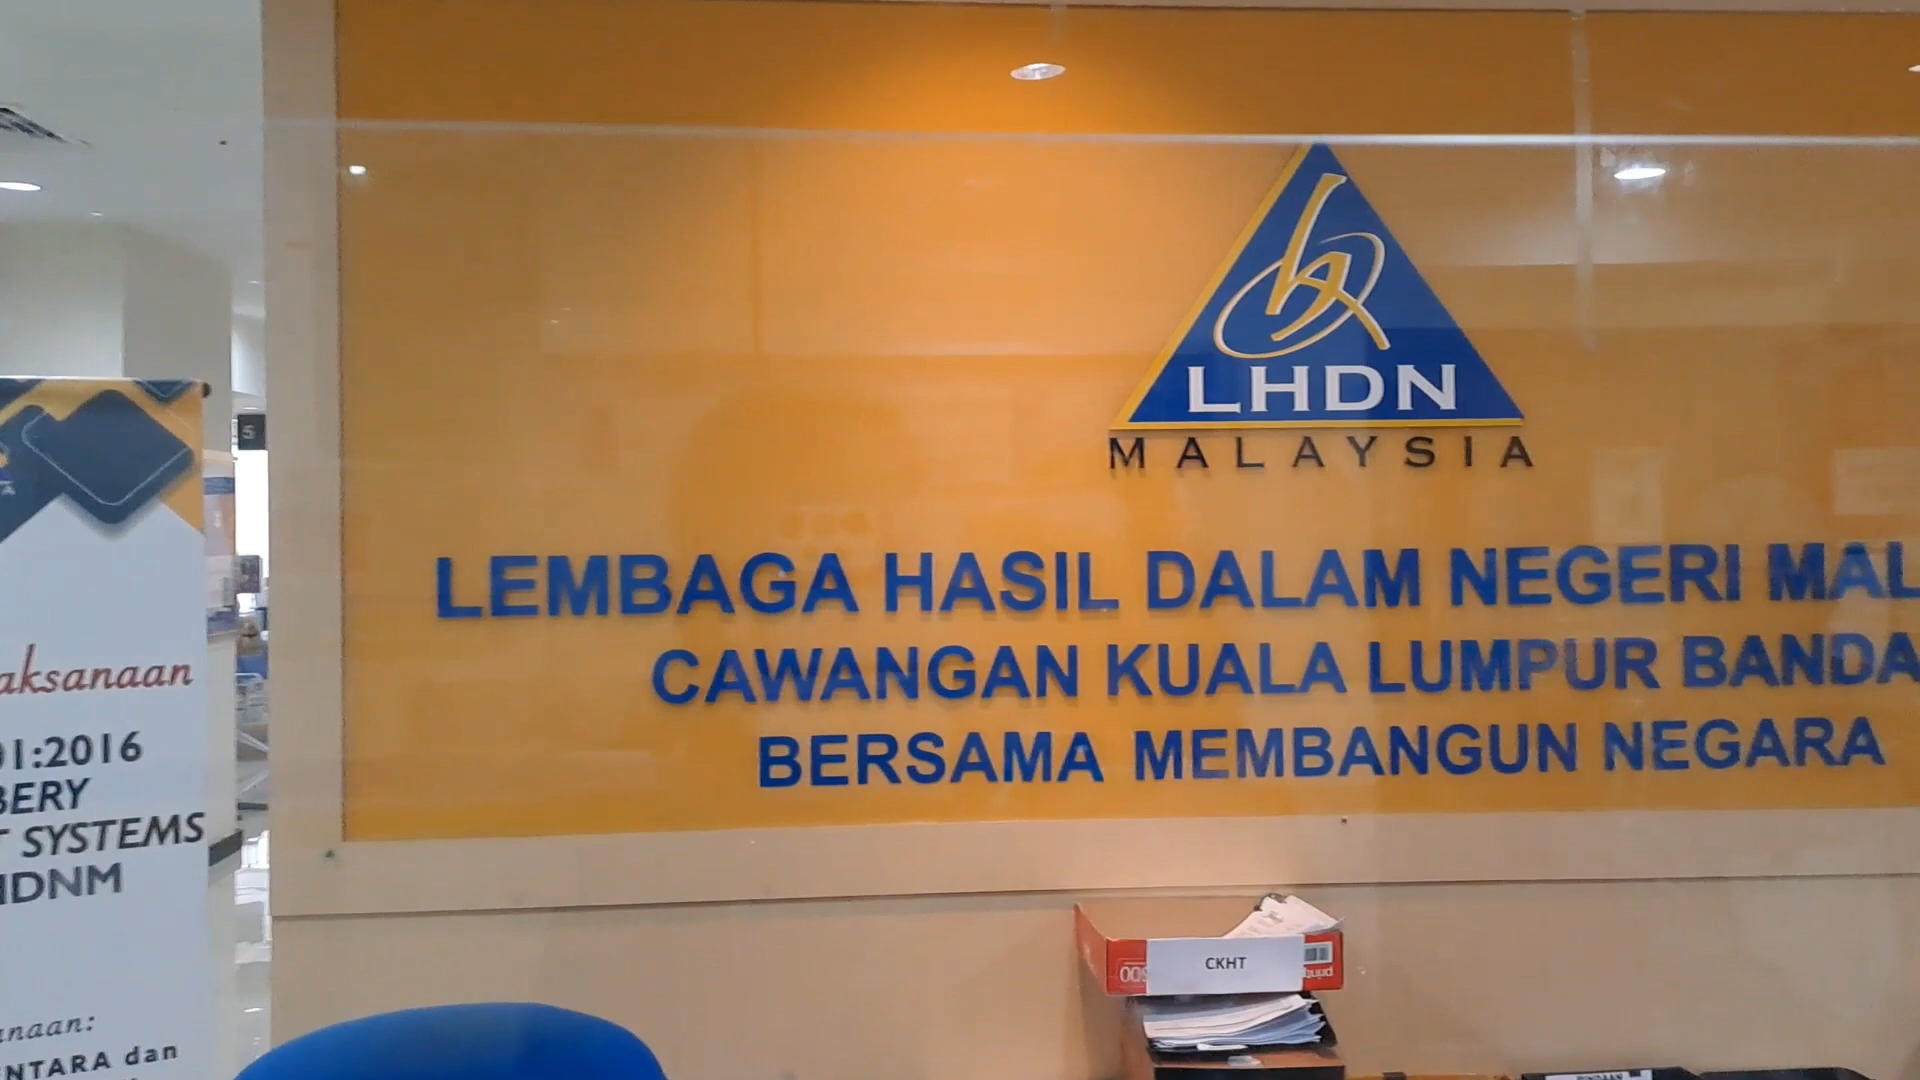 LHDN
MALAYSIA
LEMBAGA HASIL DALAM NEGERI MAL
CAWANGAN KUALA LUMPUR BANDA
BERSAMA MEMBANGUN NEGARA
5
aksanaan
01:2016
BERY
T SYSTEMS
HDNM
anaan:
NTARA dan
CKHT